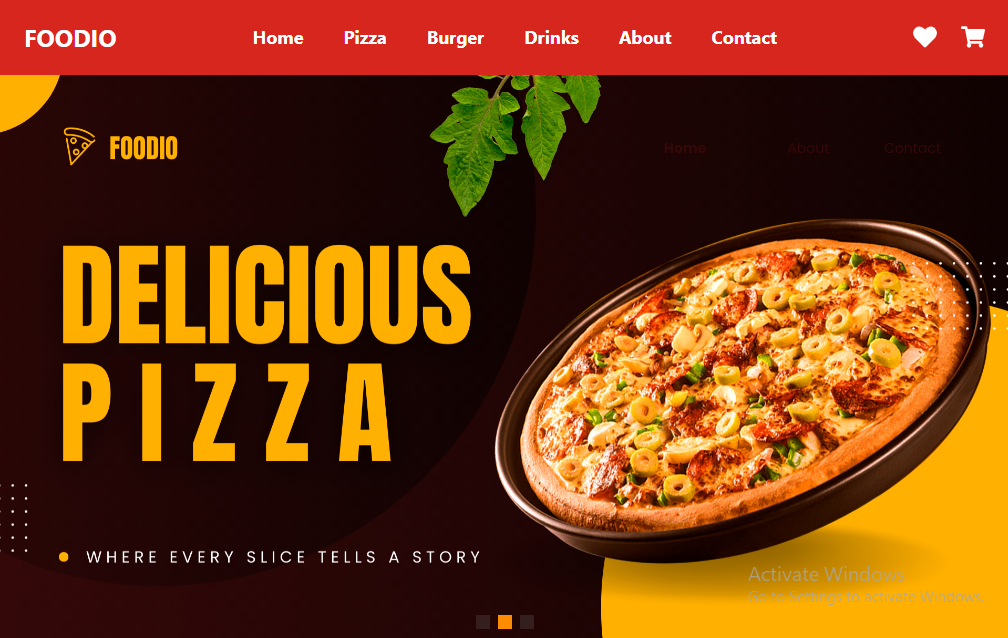 FOODIO Home Pizza Burger Drinks About Contact
FOODIO
Home About Contact
DELICIOUS
PIZZA
WHERE EVERY SLICE TELLS A STORY
Activate Windows
Go to Settings to activate Windows.